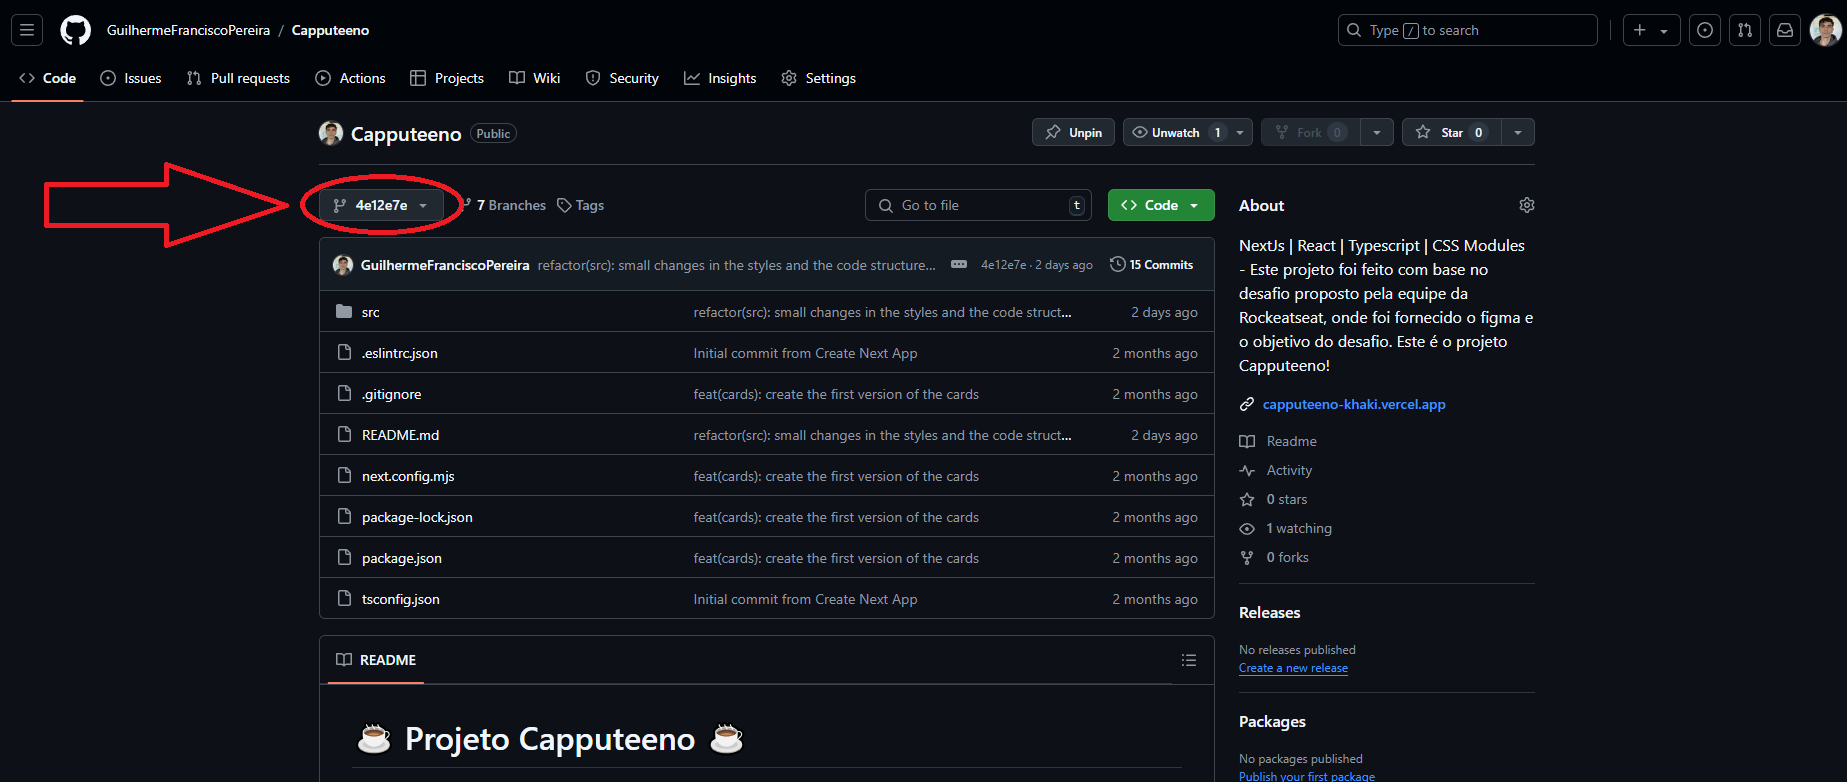 GuilhermeFranciscoPereira / Capputeeno
Type / to search
Code Issues Pull requests Actions Projects Wiki Security Insights Settings
Capputeeno Public
Unpin Unwatch 1 Fork 0 Star 0
4e12e7e 7 Branches Tags
Go to file t
Code
GuilhermeFranciscoPereira refactor(src): small changes in the styles and the code structure... 4e12e7e · 2 days ago 15 Commits
src refactor(src): small changes in the styles and the code struct... 2 days ago
.eslintrc.json Initial commit from Create Next App 2 months ago
.gitignore feat(cards): create the first version of the cards 2 months ago
README.md refactor(src): small changes in the styles and the code struct... 2 days ago
next.config.mjs feat(cards): create the first version of the cards 2 months ago
package-lock.json feat(cards): create the first version of the cards 2 months ago
package.json feat(cards): create the first version of the cards 2 months ago
tsconfig.json Initial commit from Create Next App 2 months ago
README
Projeto Capputeeno
About
NextJs | React | Typescript | CSS Modules
- Este projeto foi feito com base no
desafio proposto pela equipe da
Rockeatseat, onde foi fornecido o figma e
o objetivo do desafio. Este é o projeto
Capputeeno!
capputeeno-khaki.vercel.app
Readme
Activity
0 stars
1 watching
0 forks
Releases
No releases published
Create a new release
Packages
No packages published
Publish your first package